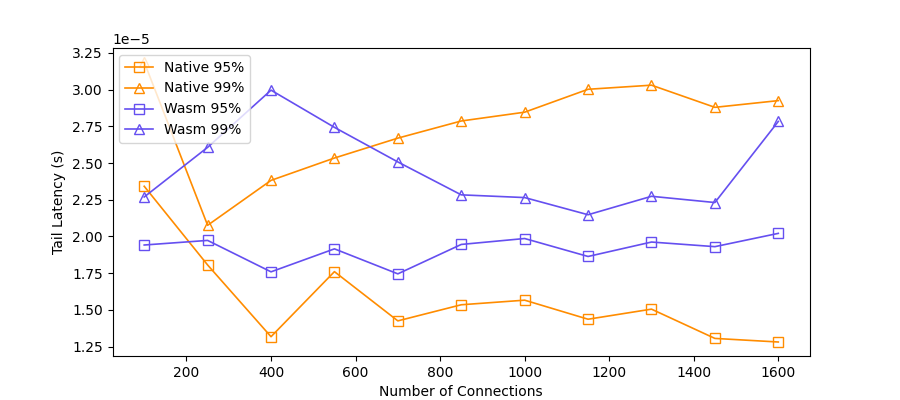 1e−5
3.25
3.00
2.75
2.50
2.25
2.00
1.75
1.50
1.25
Tail Latency (s)
Native 95%
Native 99%
Wasm 95%
Wasm 99%
200 400 600 800 1000 1200 1400 1600
Number of Connections